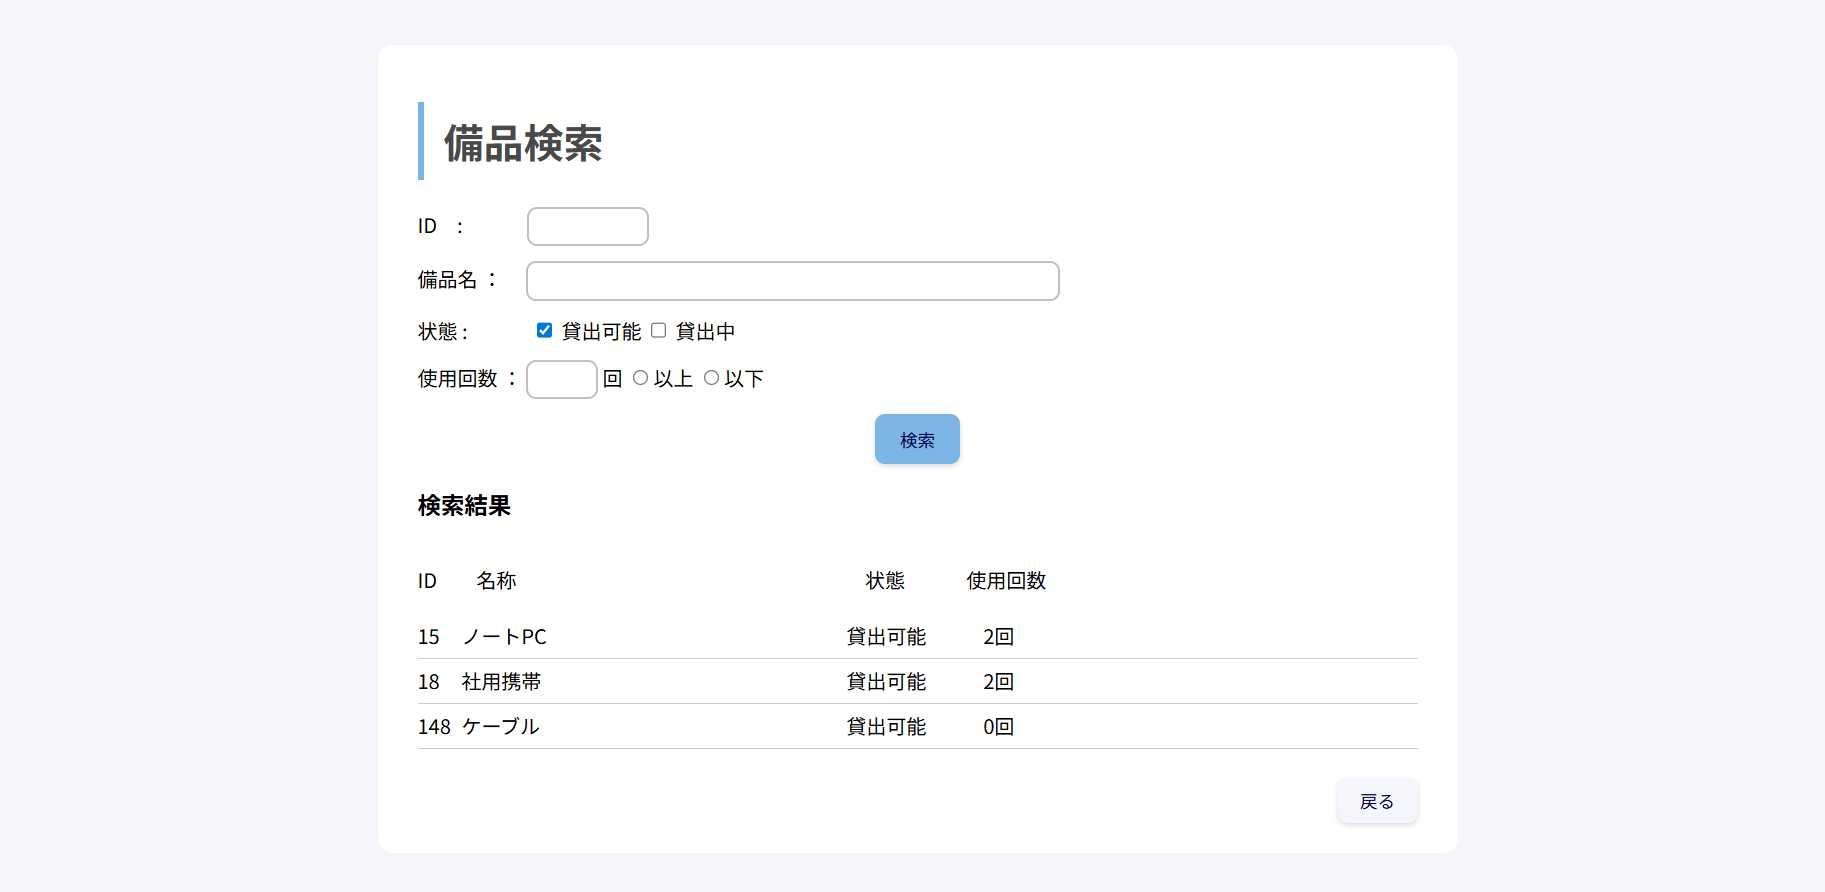 備品検索
ID　:
備品名 ：
状態 : 貸出可能 貸出中
使用回数 ： 回 以上 以下
検索
検索結果
ID 名称 状態 使用回数
15 ノートPC 貸出可能 2回
18 社用携帯 貸出可能 2回
148 ケーブル 貸出可能 0回
戻る